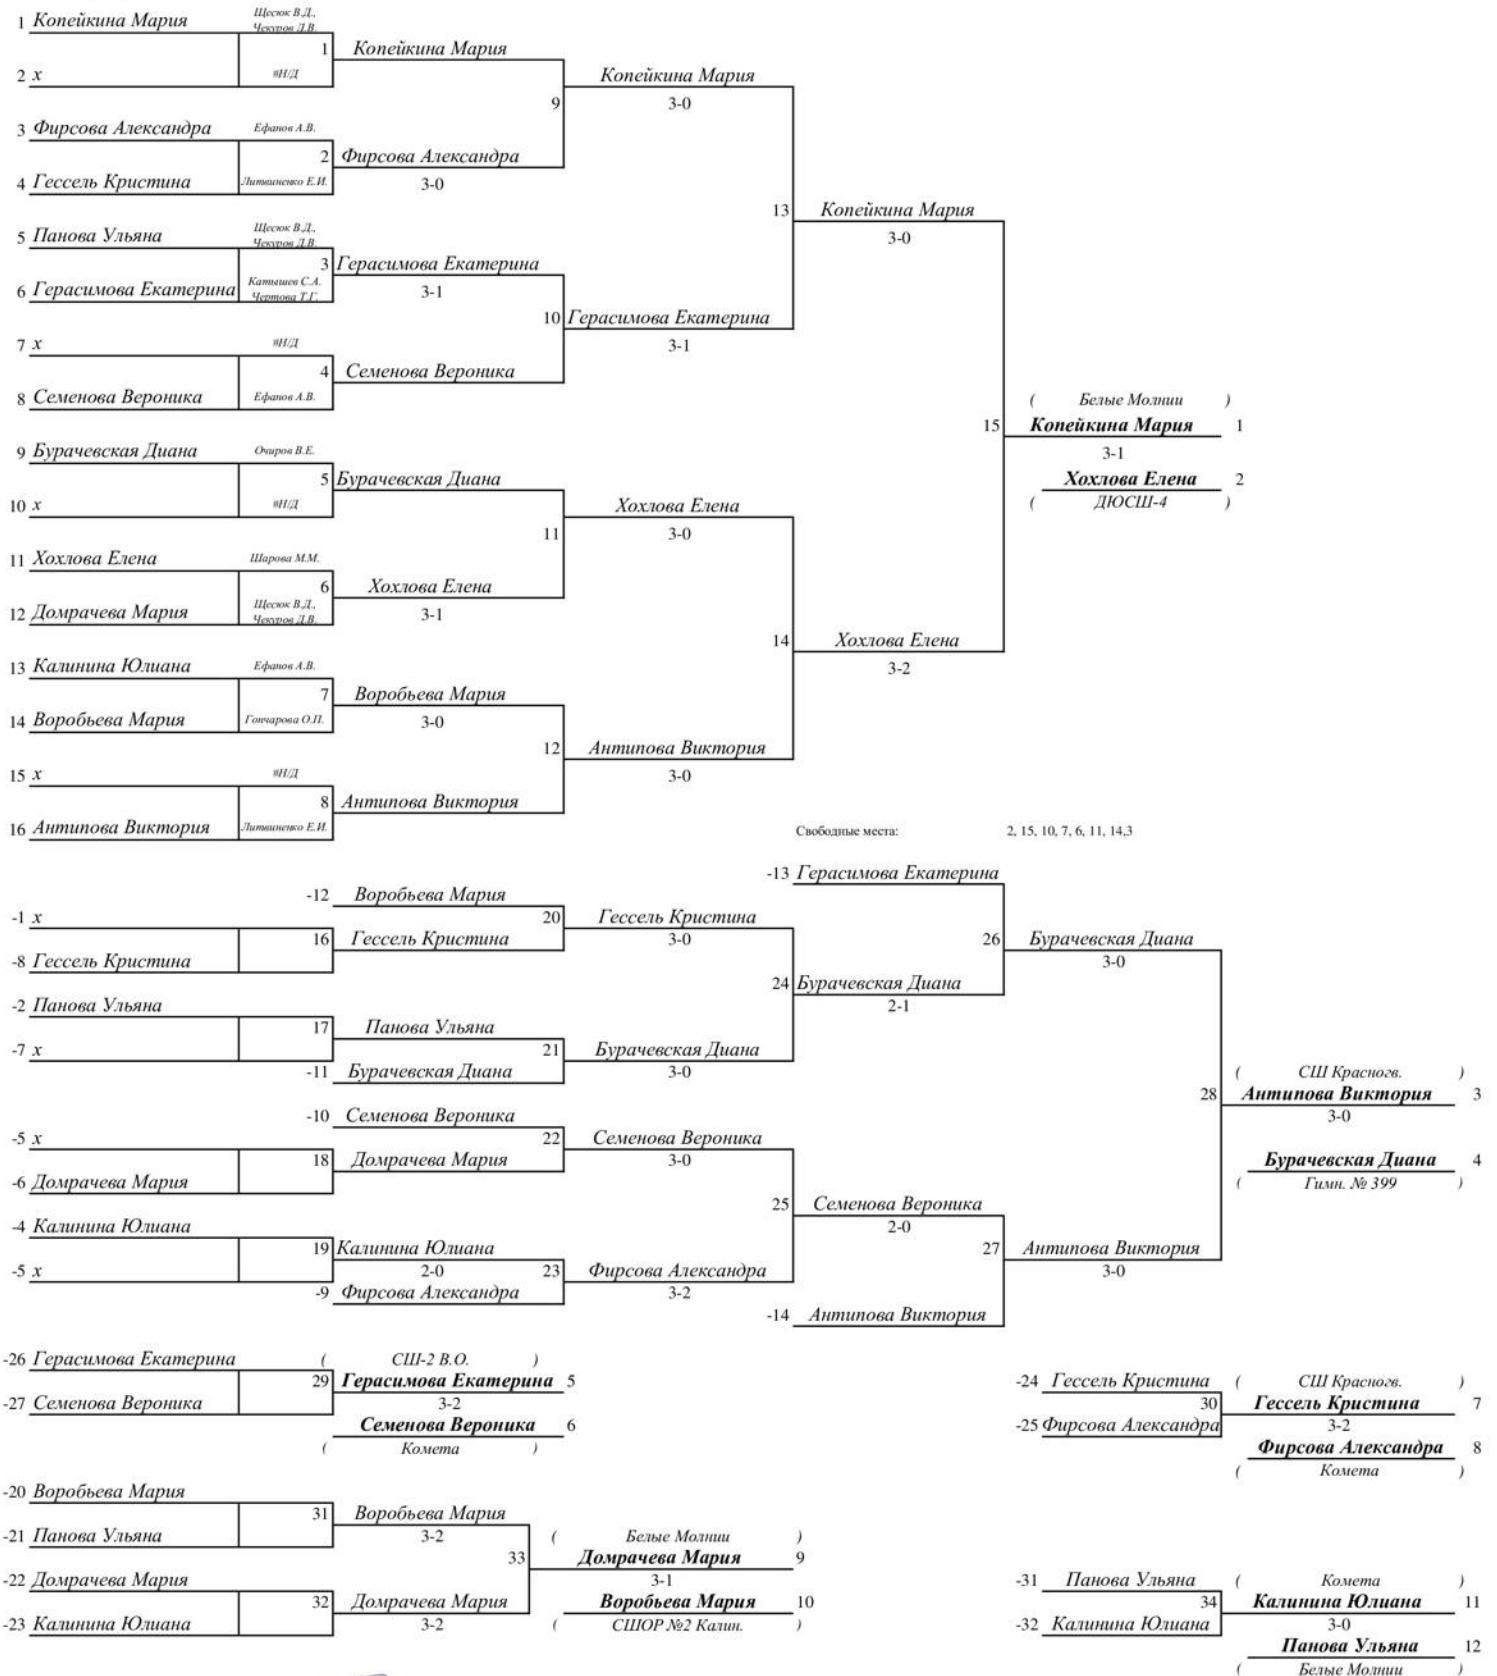 1 Копейкина Мария Щесюк В.Д.,
Чекуров Д.В.
1 Копейкина Мария
2 x #Н/Д Копейкина Мария
9 3-0
3 Фирсова Александра Ефанов А.В.
2 Фирсова Александра
4 Гессель Кристина Литвиненко Е.И. 3-0
13 Копейкина Мария
5 Панова Ульяна Щесюк В.Д., 3-0
Чекуров Д.В.
3 Герасимова Екатерина
6 Герасимова Екатерина Катышев С.А. 3-1
Чертова Т.Г.
10 Герасимова Екатерина
7 x #Н/Д 3-1
4 Семенова Вероника
8 Семенова Вероника Ефанов А.В.
( Белые Молнии )
15 Копейкина Мария 1
9 Бурачевская Диана Очиров В.Е. 3-1
5 Бурачевская Диана Хохлова Елена 2
10 x #Н/Д Хохлова Елена ( ДЮСШ-4 )
11 3-0
11 Хохлова Елена Шарова М.М.
6 Хохлова Елена
12 Домрачева Мария Щесюк В.Д., 3-1
Чекуров Д.В.
14 Хохлова Елена
13 Калинина Юлиана Ефанов А.В. 3-2
7 Воробьева Мария
14 Воробьева Мария Гончарова О.П. 3-0
12 Антипова Виктория
15 x #Н/Д 3-0
8 Антипова Виктория
16 Антипова Виктория Литвиненко Е.И.
Свободные места: 2, 15, 10, 7, 6, 11, 14,3
-13 Герасимова Екатерина
-12 Воробьева Мария
-1 x 20 Гессель Кристина
16 Гессель Кристина 3-0 26 Бурачевская Диана
-8 Гессель Кристина 3-0
24 Бурачевская Диана
-2 Панова Ульяна 2-1
17 Панова Ульяна
-7 x 21 Бурачевская Диана
-11 Бурачевская Диана 3-0 ( СШ Красногв. )
28 Антипова Виктория 3
-10 Семенова Вероника 3-0
-5 x 22 Семенова Вероника
18 Домрачева Мария 3-0 Бурачевская Диана 4
-6 Домрачева Мария ( Гимн. № 399 )
25 Семенова Вероника
-4 Калинина Юлиана 2-0
19 Калинина Юлиана 27 Антипова Виктория
-5 x 2-0 23 Фирсова Александра 3-0
-9 Фирсова Александра 3-2
-14 Антипова Виктория
-26 Герасимова Екатерина ( СШ-2 В.О. )
29 Герасимова Екатерина 5 -24 Гессель Кристина ( СШ Красногв. )
-27 Семенова Вероника 3-2 30 Гессель Кристина 7
Семенова Вероника 6 -25 Фирсова Александра 3-2
( Комета ) Фирсова Александра 8
( Комета )
-20 Воробьева Мария
31 Воробьева Мария
-21 Панова Ульяна 3-2 ( Белые Молнии )
33 Домрачева Мария 9
-22 Домрачева Мария 3-1 -31 Панова Ульяна ( Комета )
32 Домрачева Мария Воробьева Мария 10 34 Калинина Юлиана 11
-23 Калинина Юлиана 3-2 ( СШОР №2 Калин. ) -32 Калинина Юлиана 3-0
Панова Ульяна 12
( Белые Молнии )